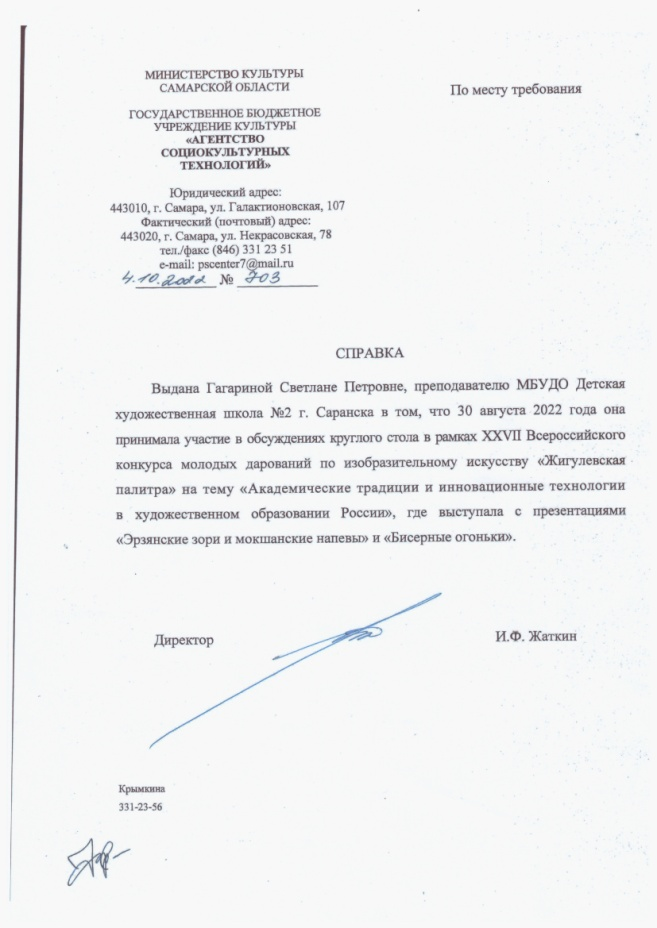 МИНИСТЕРСТВО КУЛЬТУРЫ
САМАРСКОЙ ОБЛАСТИ
ГОСУДАРСТВЕННОЕ БЮДЖЕТНОЕ
УЧРЕЖДЕНИЕ КУЛЬТУРЫ
«АГЕНТСТВО
СОЦИОКУЛЬТУРНЫХ
ТЕХНОЛОГИЙ»
Юридический адрес:
443010, г. Самара, ул. Галактионовская, 107
Фактический (почтовый) адрес:
443020, г. Самара, ул. Некрасовская, 78
тел./факс (846) 331 23 51
e-mail: pscenter7@mail.ru
4.10.2022 № 703
По месту требования
СПРАВКА
Выдана Гагариной Светлане Петровне, преподавателю МБУДО Детская
художественная школа №2 г. Саранска в том, что 30 августа 2022 года она
принимала участие в обсуждениях круглого стола в рамках XXVII Всероссийского
конкурса молодых дарований по изобразительному искусству «Жигулевская
палитра» на тему «Академические традиции и инновационные технологии
в художественном образовании России», где выступала с презентациями
«Эрзянские зори и мокшанские напевы» и «Бисерные огоньки».
Директор И.Ф. Жаткин
Крымкина
331-23-56